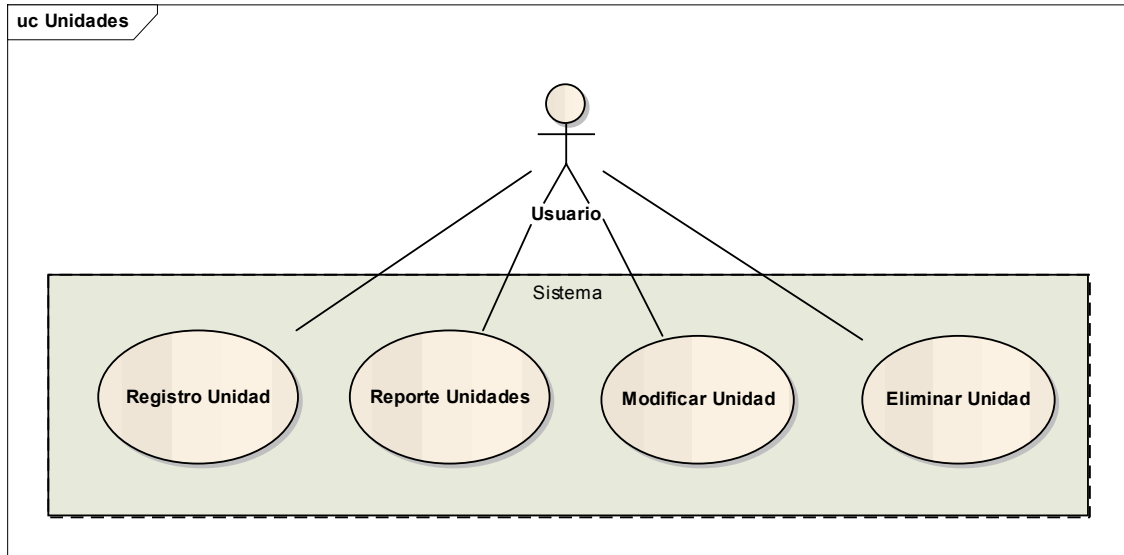 uc Unidades
Usuario
Sistema
Registro Unidad
Reporte Unidades
Modificar Unidad
Eliminar Unidad